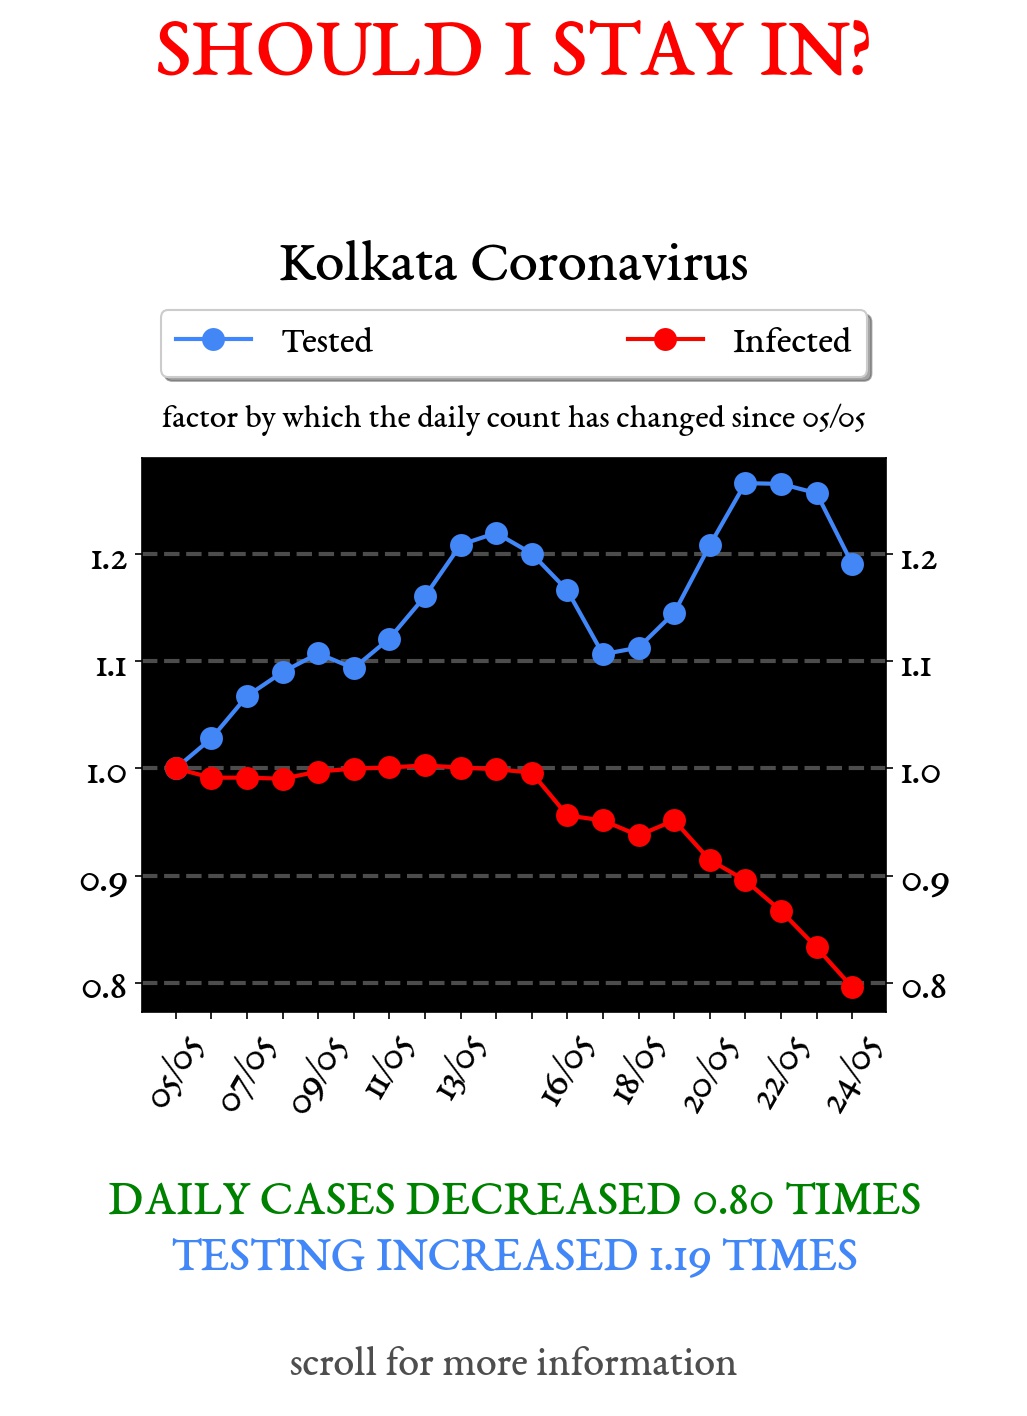 SHOULD I STAY IN?
Kolkata Coronavirus
Tested Infected
factor by which the daily count has changed since 05/05
1.2 1.2
1.1 1.1
1.0 1.0
0.9 0.9
0.8 0.8
05/05 07/05 09/05 11/05 13/05 16/05 18/05 20/05 22/05 24/05
DAILY CASES DECREASED 0.80 TIMES
TESTING INCREASED 1.19 TIMES
scroll for more information